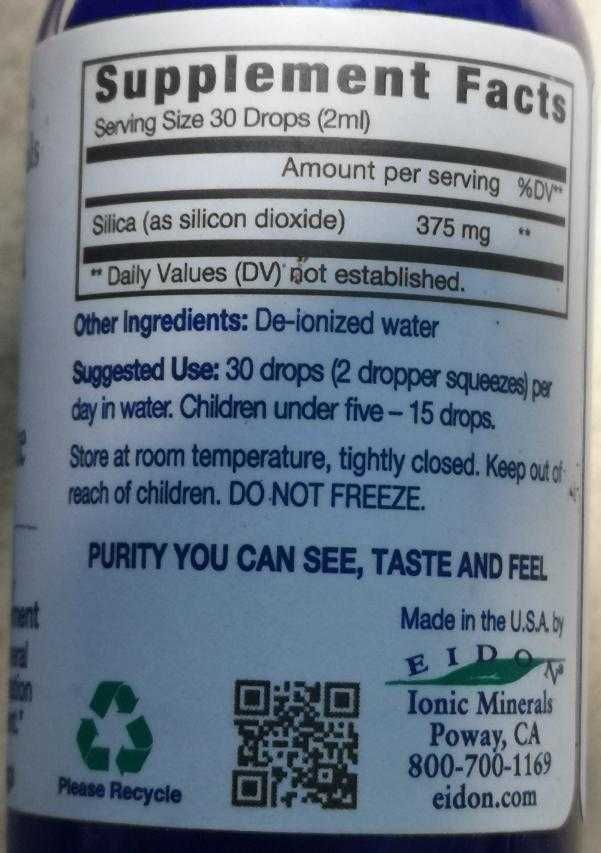 Supplement Facts
Serving Size 30 Drops (2ml)
Amount per serving %DV**
Silica (as silicon dioxide) 375 mg **
** Daily Values (DV) not established.
Other Ingredients: De-ionized water
Suggested Use: 30 drops (2 dropper squeezes) per
day in water. Children under five – 15 drops.
Store at room temperature, tightly closed. Keep out of
reach of children. DO NOT FREEZE.
PURITY YOU CAN SEE, TASTE AND FEEL
Made in the U.S.A. by
EIDON
Ionic Minerals
Poway, CA
800-700-1169
eidon.com
Please Recycle